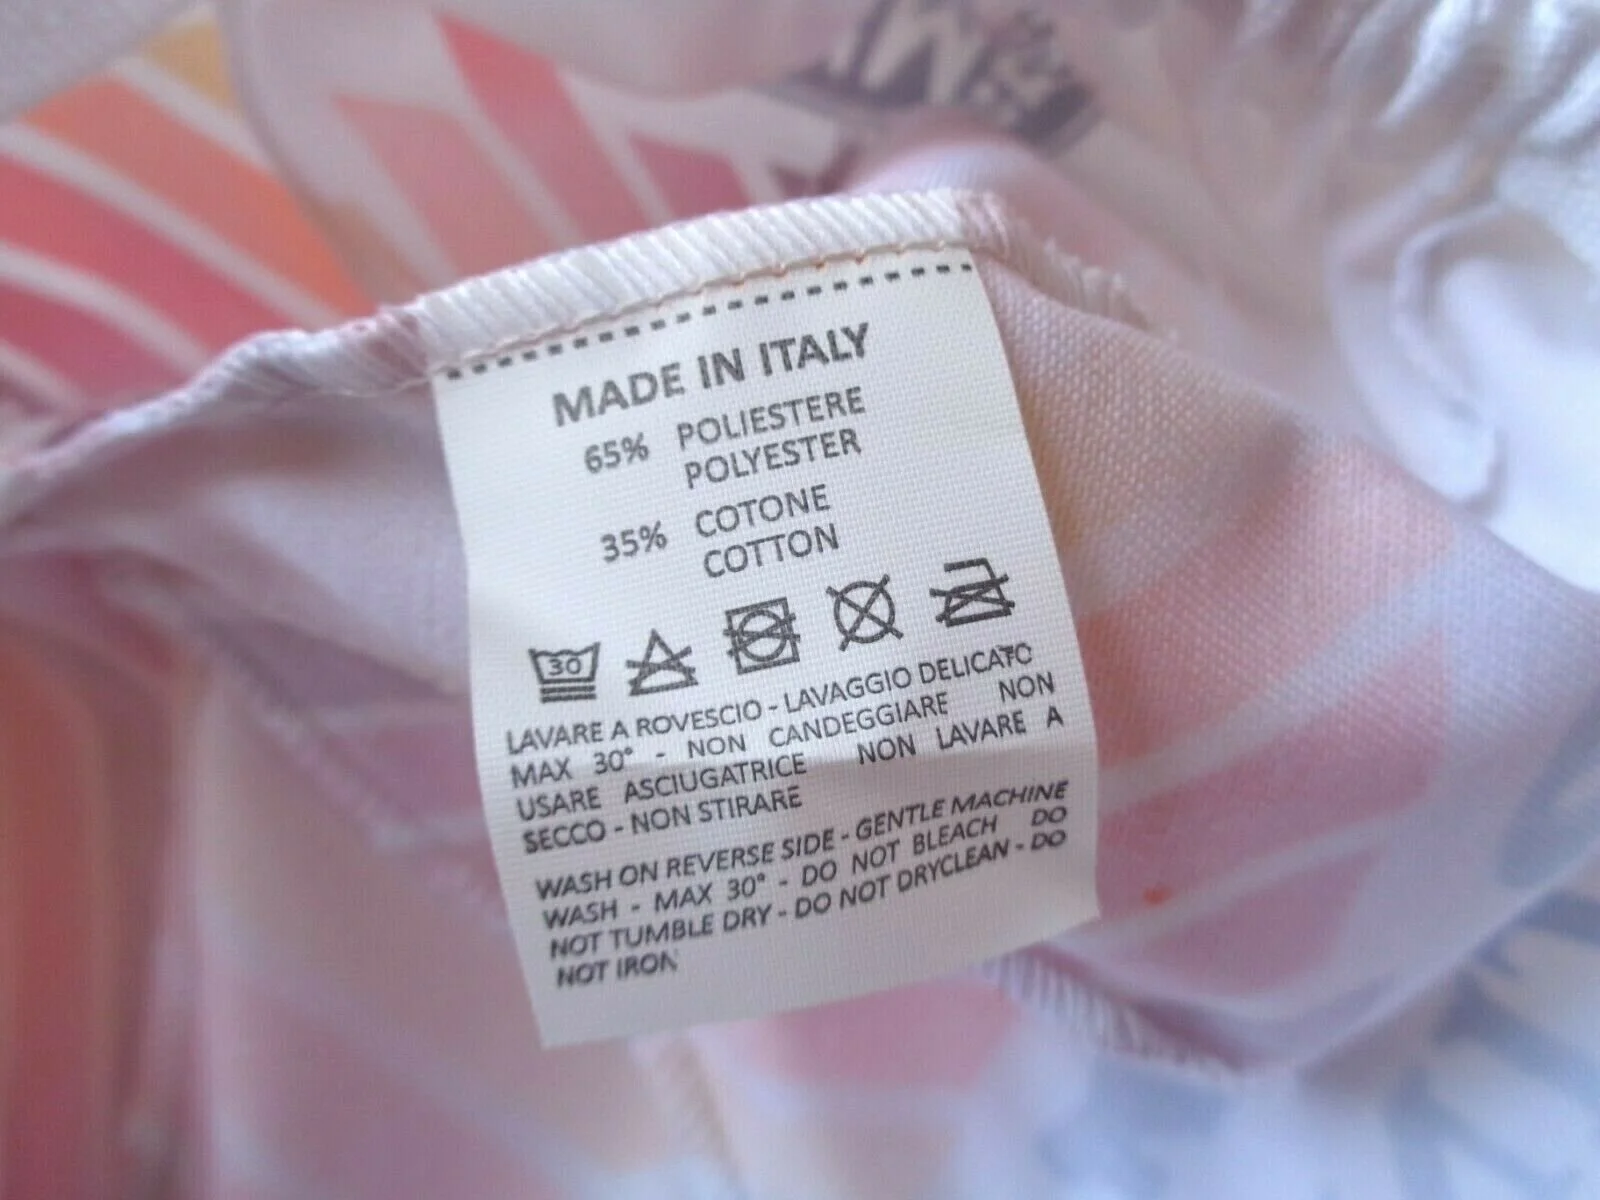 MADE IN ITALY
65% POLIESTERE
POLYESTER
35% COTONE
COTTON
30
LAVARE A ROVESCIO - LAVAGGIO DELICATO
MAX 30° - NON CANDEGGIARE NON
USARE ASCIUGATRICE NON LAVARE A
SECCO - NON STIRARE
WASH ON REVERSE SIDE - GENTLE MACHINE
WASH - MAX 30° - DO NOT BLEACH DO
NOT TUMBLE DRY - DO NOT DRYCLEAN - DO
NOT IRON